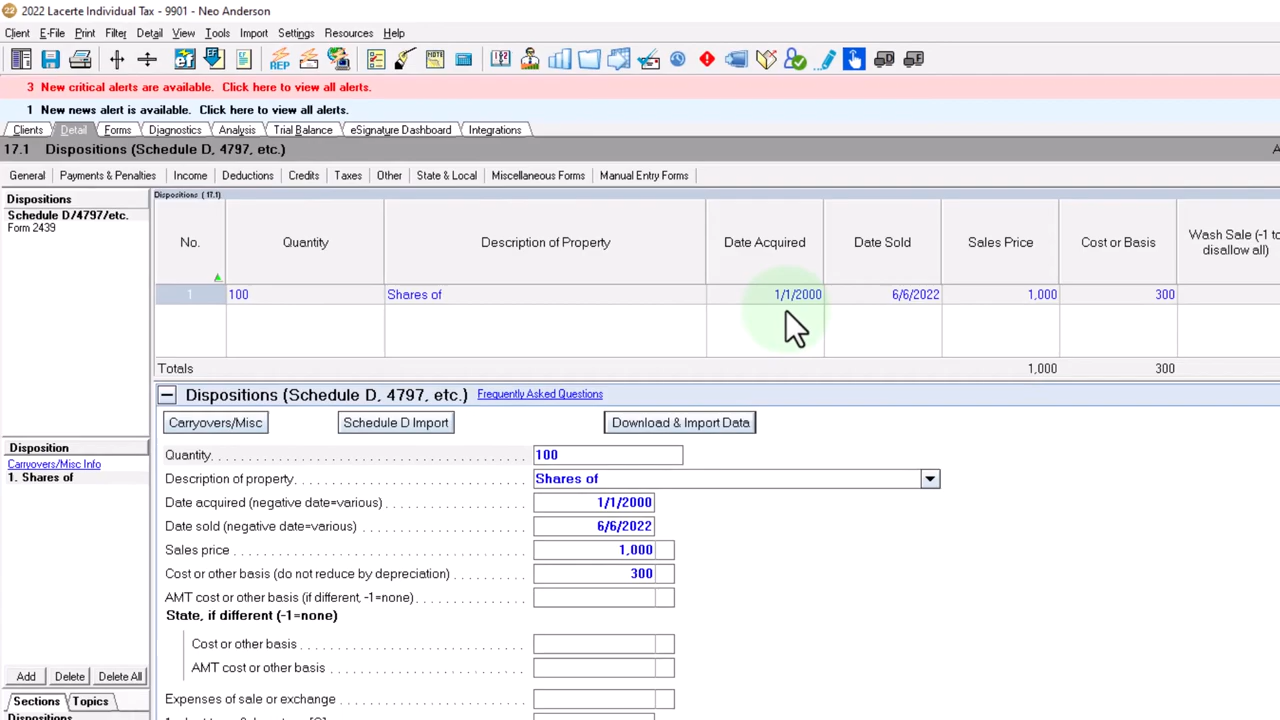 22 2022 Lacerte Individual Tax - 9901 - Neo Anderson
Client E-File Print Filter Detail View Tools Import Settings Resources Help
3 New critical alerts are available. Click here to view all alerts.
1 New news alert is available. Click here to view all alerts.
Clients Detail Forms Diagnostics Analysis Trial Balance eSignature Dashboard Integrations
17.1 Dispositions (Schedule D, 4797, etc.)
General Payments & Penalties Income Deductions Credits Taxes Other State & Local Miscellaneous Forms Manual Entry Forms
Dispositions
Schedule D/4797/etc.
Form 2439
Dispositions (17.1)
No. Quantity Description of Property Date Acquired Date Sold Sales Price Cost or Basis Wash Sale (-1 to
disallow all)
1 100 Shares of 1/1/2000 6/6/2022 1,000 300
Totals 1,000 300
Dispositions (Schedule D, 4797, etc.) Frequently Asked Questions
Carryovers/Misc Schedule D Import Download & Import Data
Disposition
Carryovers/Misc Info
1. Shares of
Quantity 100
Description of property Shares of
Date acquired (negative date=various) 1/1/2000
Date sold (negative date=various) 6/6/2022
Sales price 1,000
Cost or other basis (do not reduce by depreciation) 300
AMT cost or other basis (if different, -1=none)
State, if different (-1=none)
Cost or other basis
AMT cost or other basis
Expenses of sale or exchange
Add Delete Delete All
Sections Topics
Dispositions